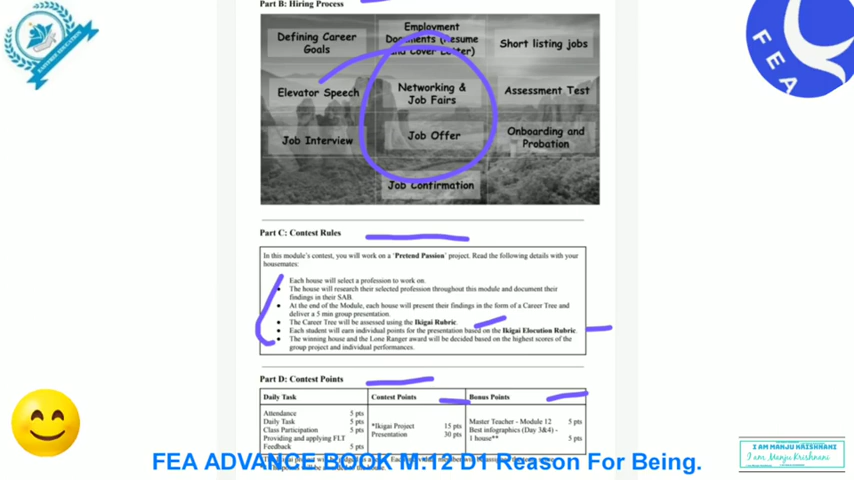 Part B: Hiring Process
Defining Career
Goals
Employment
Documents (Resume
and Cover Letter)
Short listing jobs
Elevator Speech
Networking &
Job Fairs
Assessment Test
Job Interview
Job Offer
Onboarding and
Probation
Job Confirmation
FEA
Part C: Contest Rules
In this module's contest, you will work on a 'Pretend Passion' project. Read the following details with your
housemates:
Each house will select a profession to work on.
• The house will research their selected profession throughout this module and document their
findings in their SAB.
• At the end of the Module, each house will present their findings in the form of a Career Tree and
deliver a 5 min group presentation.
• The Career Tree will be assessed using the Ikigai Rubric.
• Each student will earn individual points for the presentation based on the Ikigai Elocution Rubric.
• The winning house and the Lone Ranger award will be decided based on the highest scores of the
group project and individual performances.
Part D: Contest Points
Daily Task Contest Points Bonus Points
Attendance 5 pts
Daily Task 5 pts
Class Participation 5 pts
Providing and applying FLT
Feedback 5 pts
*Ikigai Project 15 pts
Presentation 30 pts
Master Teacher - Module 12 5 pts
Best infographics (Day 3&4) -
1 house** 5 pts
FEA ADVANCE BOOK M:12 D1 Reason For Being.
I AM MANJU KRISHNANI
I am Manju Krishnani